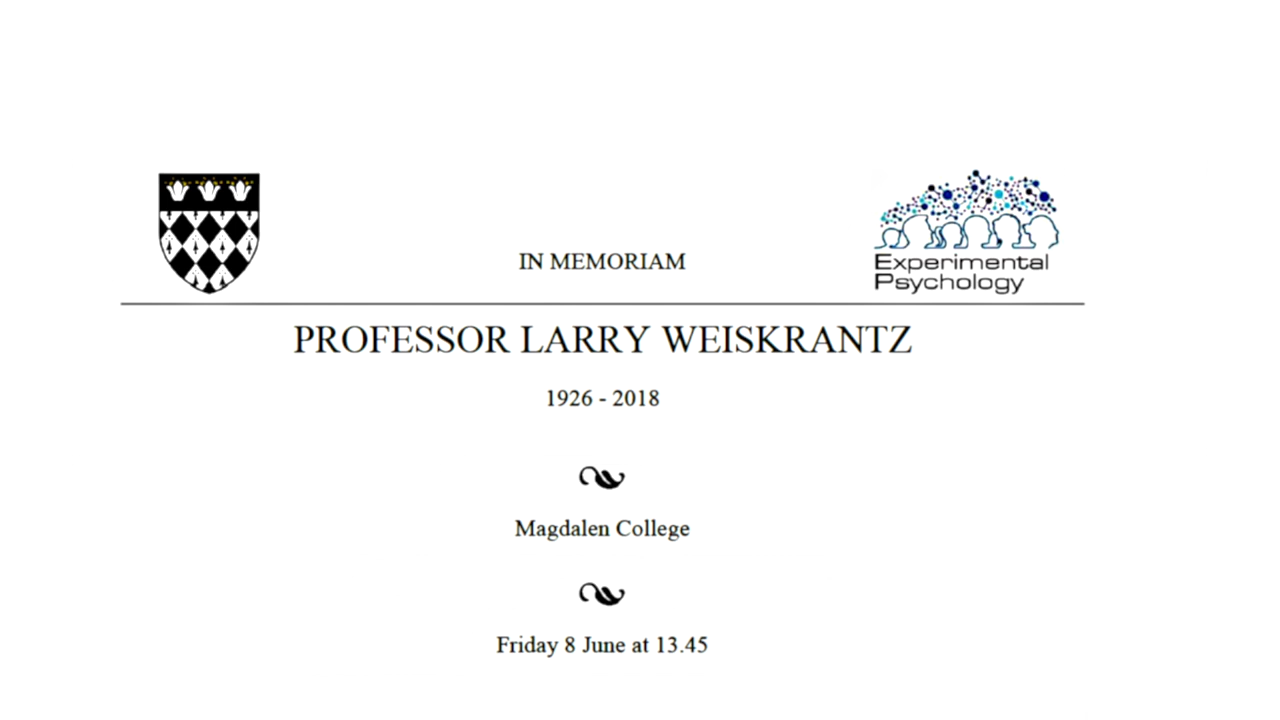 IN MEMORIAM
Experimental
Psychology
PROFESSOR LARRY WEISKRANTZ
1926 - 2018
Magdalen College
Friday 8 June at 13.45